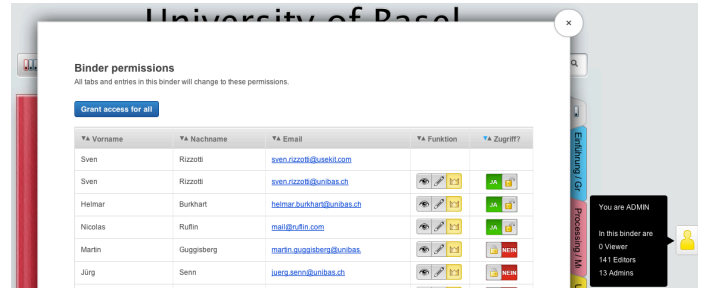 University of Basel
×
Binder permissions
All tabs and entries in this binder will change to these permissions.
Grant access for all
Vorname Nachname Email Funktion Zugriff?
Sven Rizzotti sven.rizzotti@usekit.com
Sven Rizzotti sven.rizzotti@unibas.ch JA
Helmar Burkhart helmar.burkhart@unibas.ch JA
Nicolas Ruflin mail@ruflin.com JA
Martin Guggisberg martin.guggisberg@unibas. NEIN
Jürg Senn juerg.senn@unibas.ch NEIN
Einführung / Gr
Processing / M
You are ADMIN
In this binder are
0 Viewer
141 Editors
13 Admins